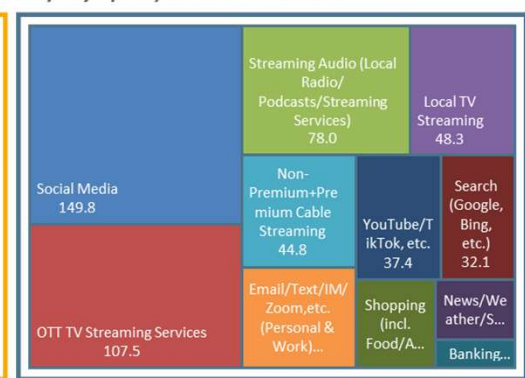 Social Media
149.8
OTT TV Streaming Services
107.5
Streaming Audio (Local
Radio/
Podcasts/Streaming
Services)
78.0
Local TV
Streaming
48.3
Non-
Premium+Pre
mium Cable
Streaming
44.8
YouTube/T
ikTok, etc.
37.4
Search
(Google,
Bing,
etc.)
32.1
Email/Text/IM/
Zoom,etc.
(Personal &
Work)...
Shopping
(incl.
Food/A...
News/We
ather/S...
Banking...